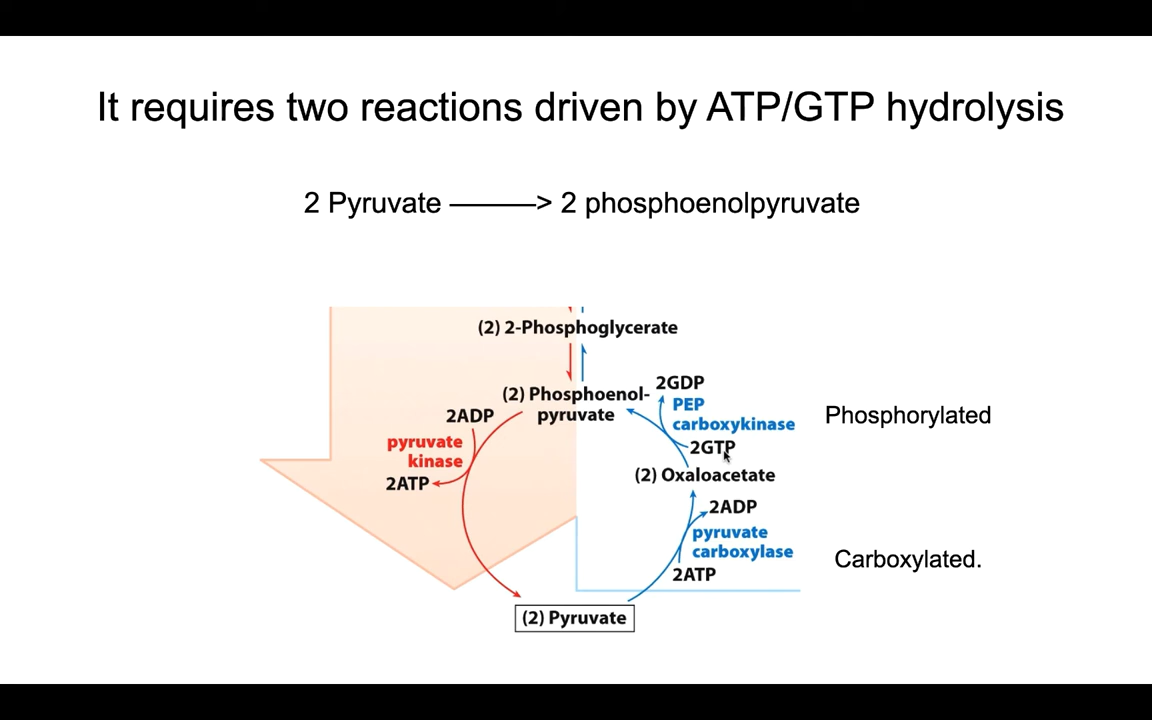 It requires two reactions driven by ATP/GTP hydrolysis
2 Pyruvate ———> 2 phosphoenolpyruvate
(2) 2-Phosphoglycerate
(2) Phosphoenol-
pyruvate
2GDP
PEP
carboxykinase
2GTP
Phosphorylated
2ADP
pyruvate
kinase
2ATP
(2) Oxaloacetate
2ADP
pyruvate
carboxylase
2ATP
Carboxylated.
(2) Pyruvate